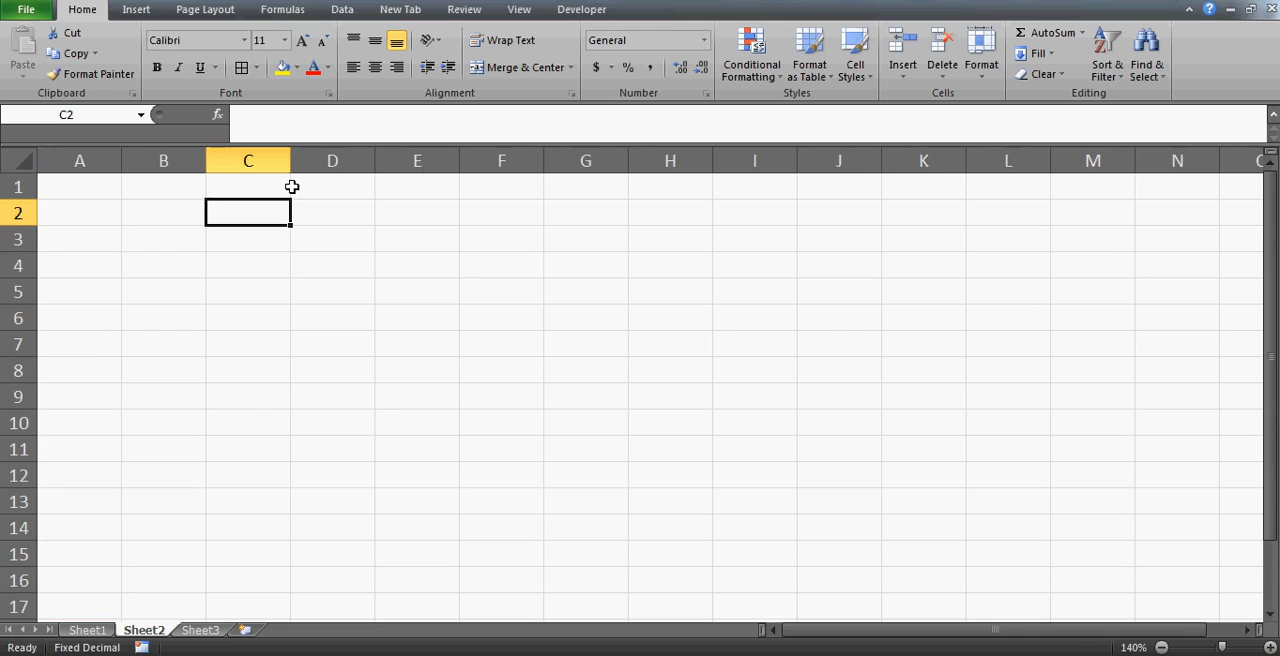 File Home Insert Page Layout Formulas Data New Tab Review View Developer
Paste
Cut
Copy
Format Painter
Clipboard
Calibri 11
B I U
Font
Wrap Text
Merge & Center
Alignment
General
$ % ,
Number
Conditional Formatting
Format as Table
Cell Styles
Styles
Insert
Delete
Format
Cells
Σ AutoSum
Fill
Clear
Sort & Filter
Find & Select
Editing
C2 fx
A B C D E F G H I J K L M N
1
2
3
4
5
6
7
8
9
10
11
12
13
14
15
16
17
Sheet1 Sheet2 Sheet3
Ready Fixed Decimal 140%